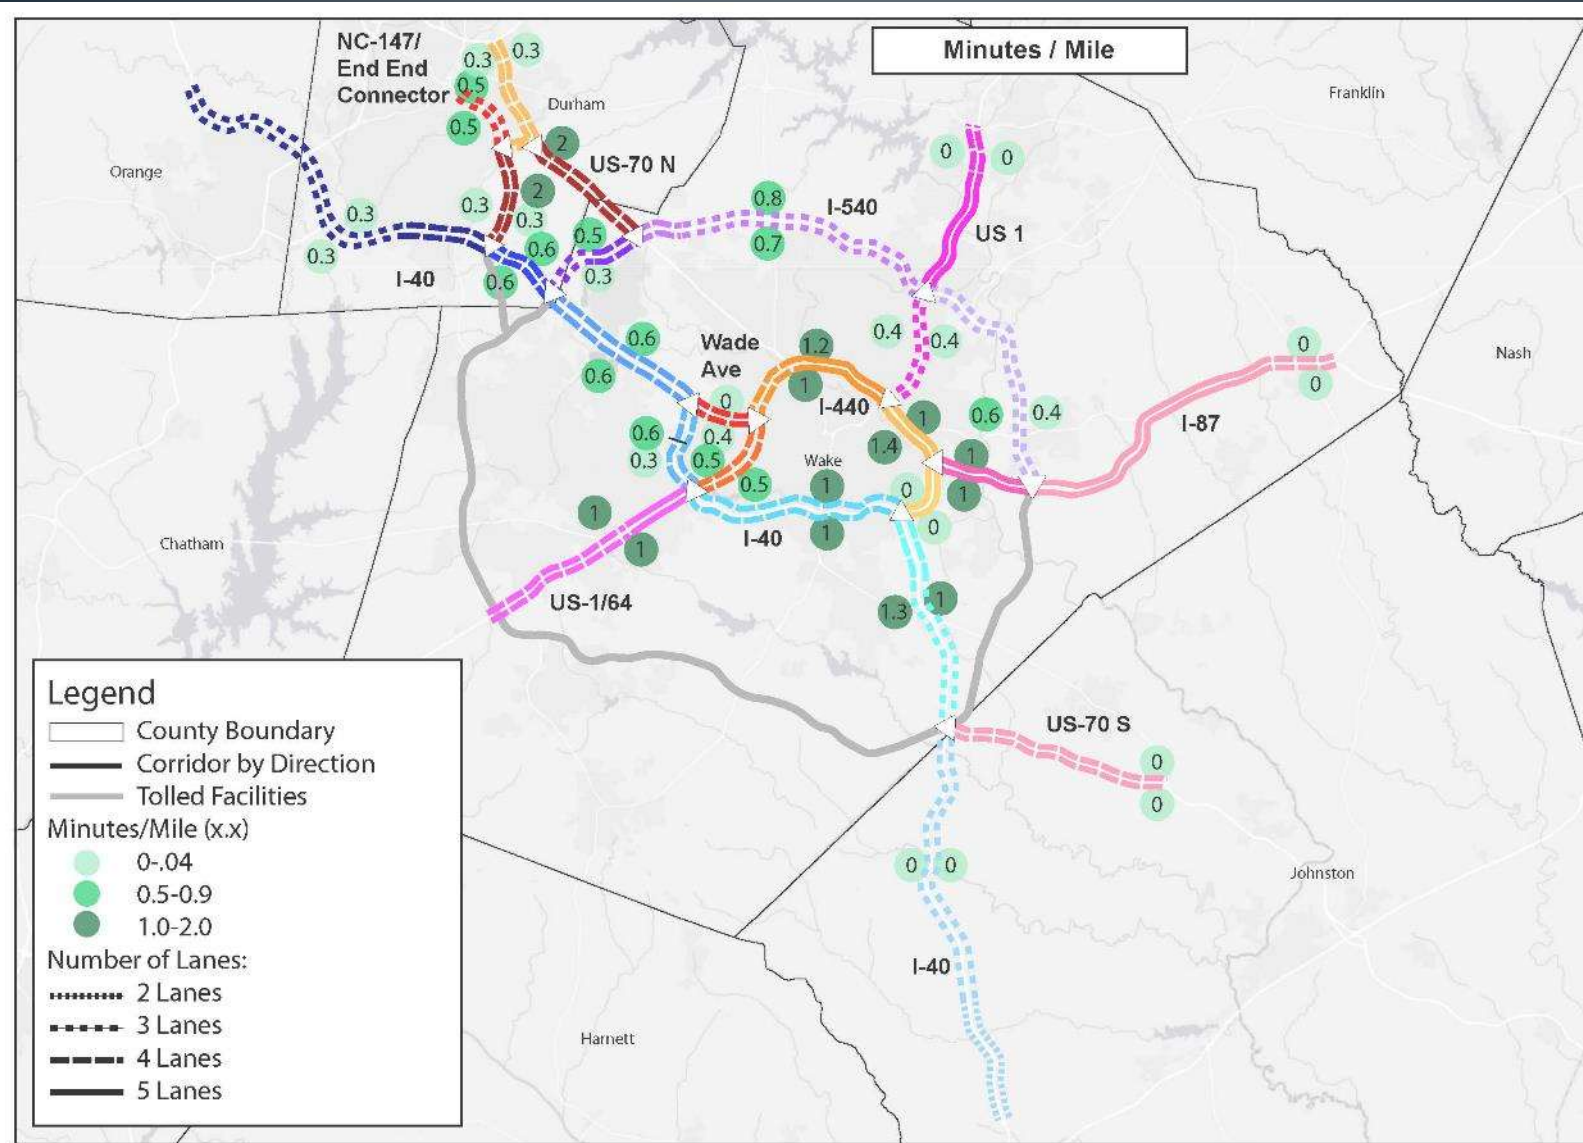 Minutes / Mile
NC-147/
End End
Connector
0.3
0.3
0.5
0.5
Durham
Franklin
2
US-70 N
Orange
0
0
2
0.3
0.3
0.3
0.3
0.8
I-540
0.7
US 1
0.5
0.6
0.3
0.6
I-40
0.6
0.6
Wade
Ave
1.2
1
0.4
0.4
0
0
Nash
0
I-440
I-87
1
0.6
0.4
0.6
0.4
1.4
0.3
0.5
Wake
1
0.5
1
0
1
1
I-40
1
0
1
Chatham
1
US-1/64
1.3
1
US-70 S
0
0
0
0
Johnston
I-40
Harnett
Legend
County Boundary
Corridor by Direction
Tolled Facilities
Minutes/Mile (x.x)
0-.04
0.5-0.9
1.0-2.0
Number of Lanes:
2 Lanes
3 Lanes
4 Lanes
5 Lanes